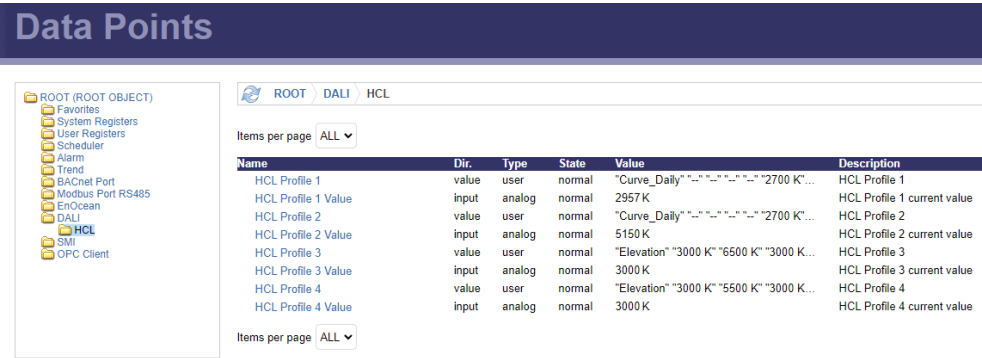 Data Points
ROOT (ROOT OBJECT)
Favorites
System Registers
User Registers
Scheduler
Alarm
Trend
BACnet Port
Modbus Port RS485
EnOcean
DALI
HCL
SMI
OPC Client
ROOT DALI HCL
Items per page ALL
Name Dir. Type State Value Description
HCL Profile 1 value user normal "Curve_Daily" "--" "--" "--" "--" "2700 K"... HCL Profile 1
HCL Profile 1 Value input analog normal 2957 K HCL Profile 1 current value
HCL Profile 2 value user normal "Curve_Daily" "--" "--" "--" "--" "2700 K"... HCL Profile 2
HCL Profile 2 Value input analog normal 5150 K HCL Profile 2 current value
HCL Profile 3 value user normal "Elevation" "3000 K" "6500 K" "3000 K... HCL Profile 3
HCL Profile 3 Value input analog normal 3000 K HCL Profile 3 current value
HCL Profile 4 value user normal "Elevation" "3000 K" "5500 K" "3000 K... HCL Profile 4
HCL Profile 4 Value input analog normal 3000 K HCL Profile 4 current value
Items per page ALL